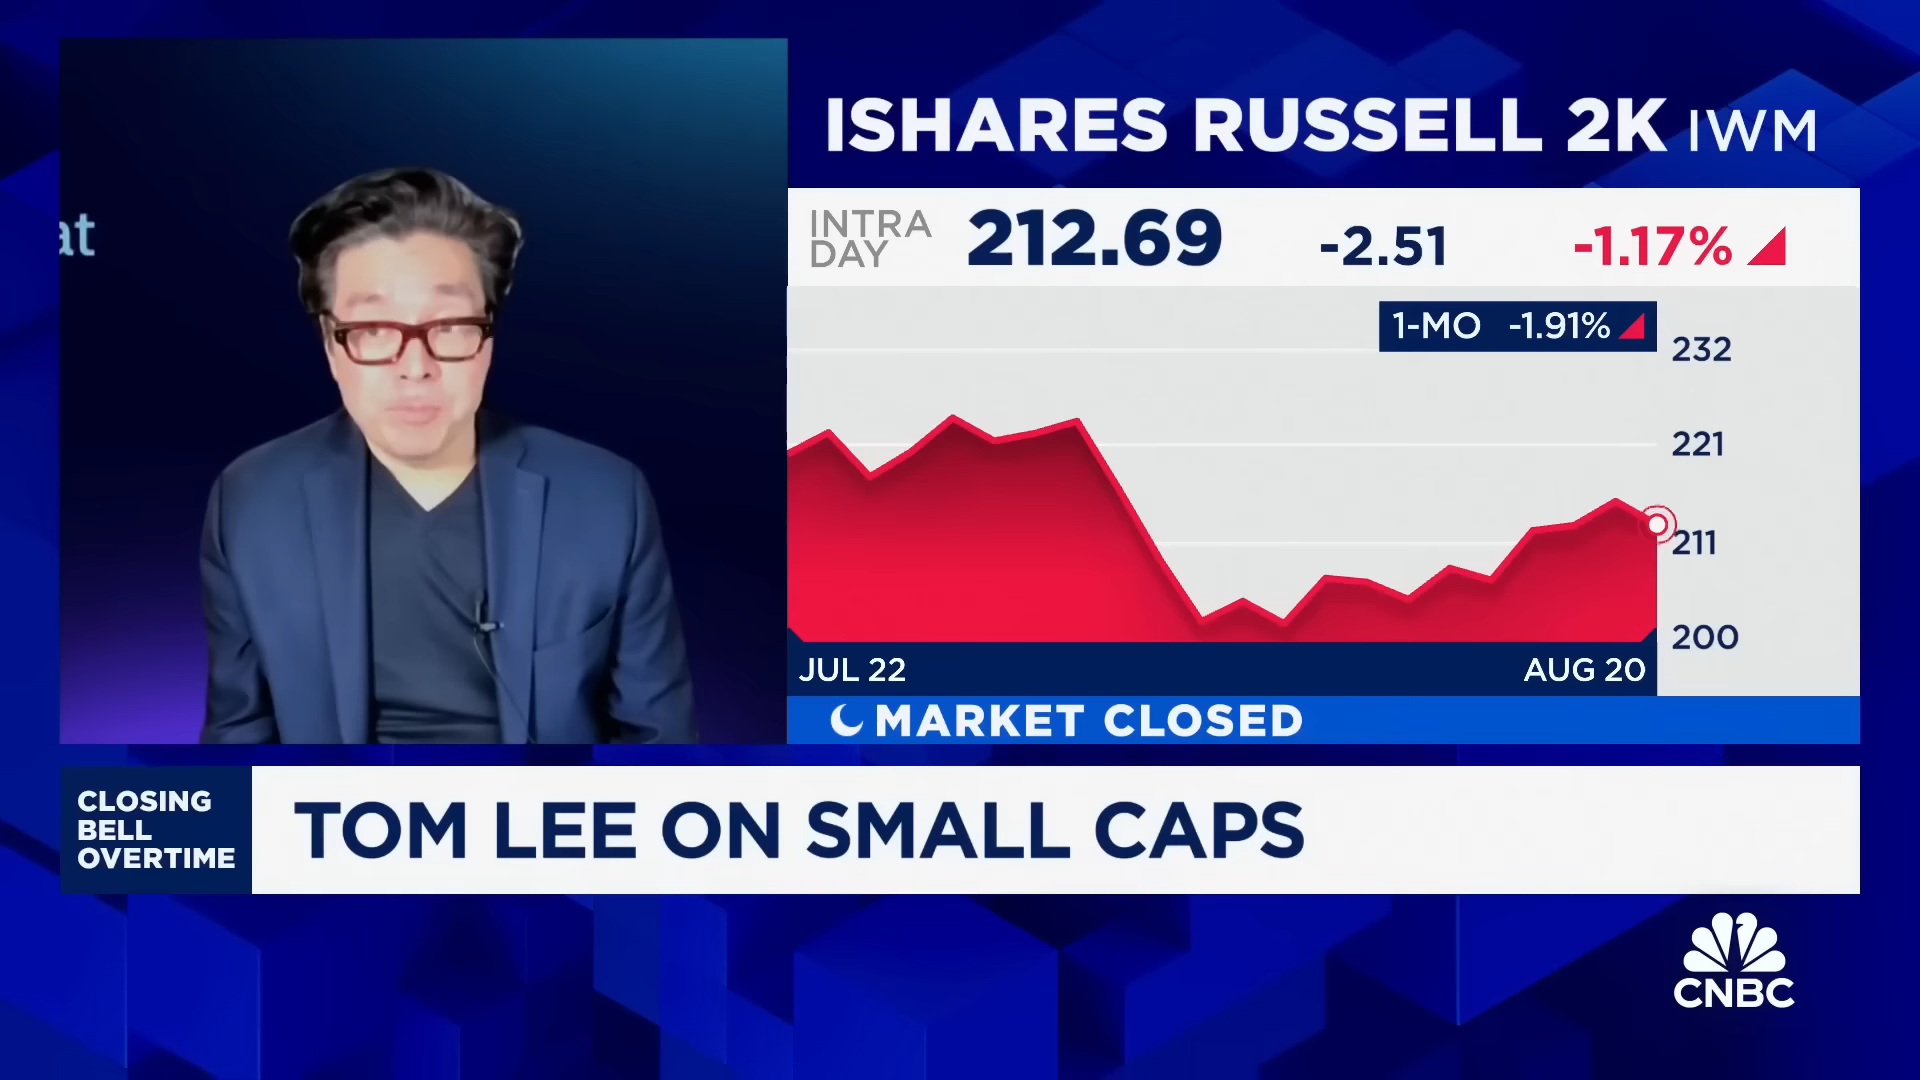 at
ISHARES RUSSELL 2K IWM
INTRA DAY 212.69 -2.51 -1.17%
1-MO -1.91%
232
221
211
200
JUL 22 AUG 20
MARKET CLOSED
CLOSING
BELL
OVERTIME
TOM LEE ON SMALL CAPS
CNBC